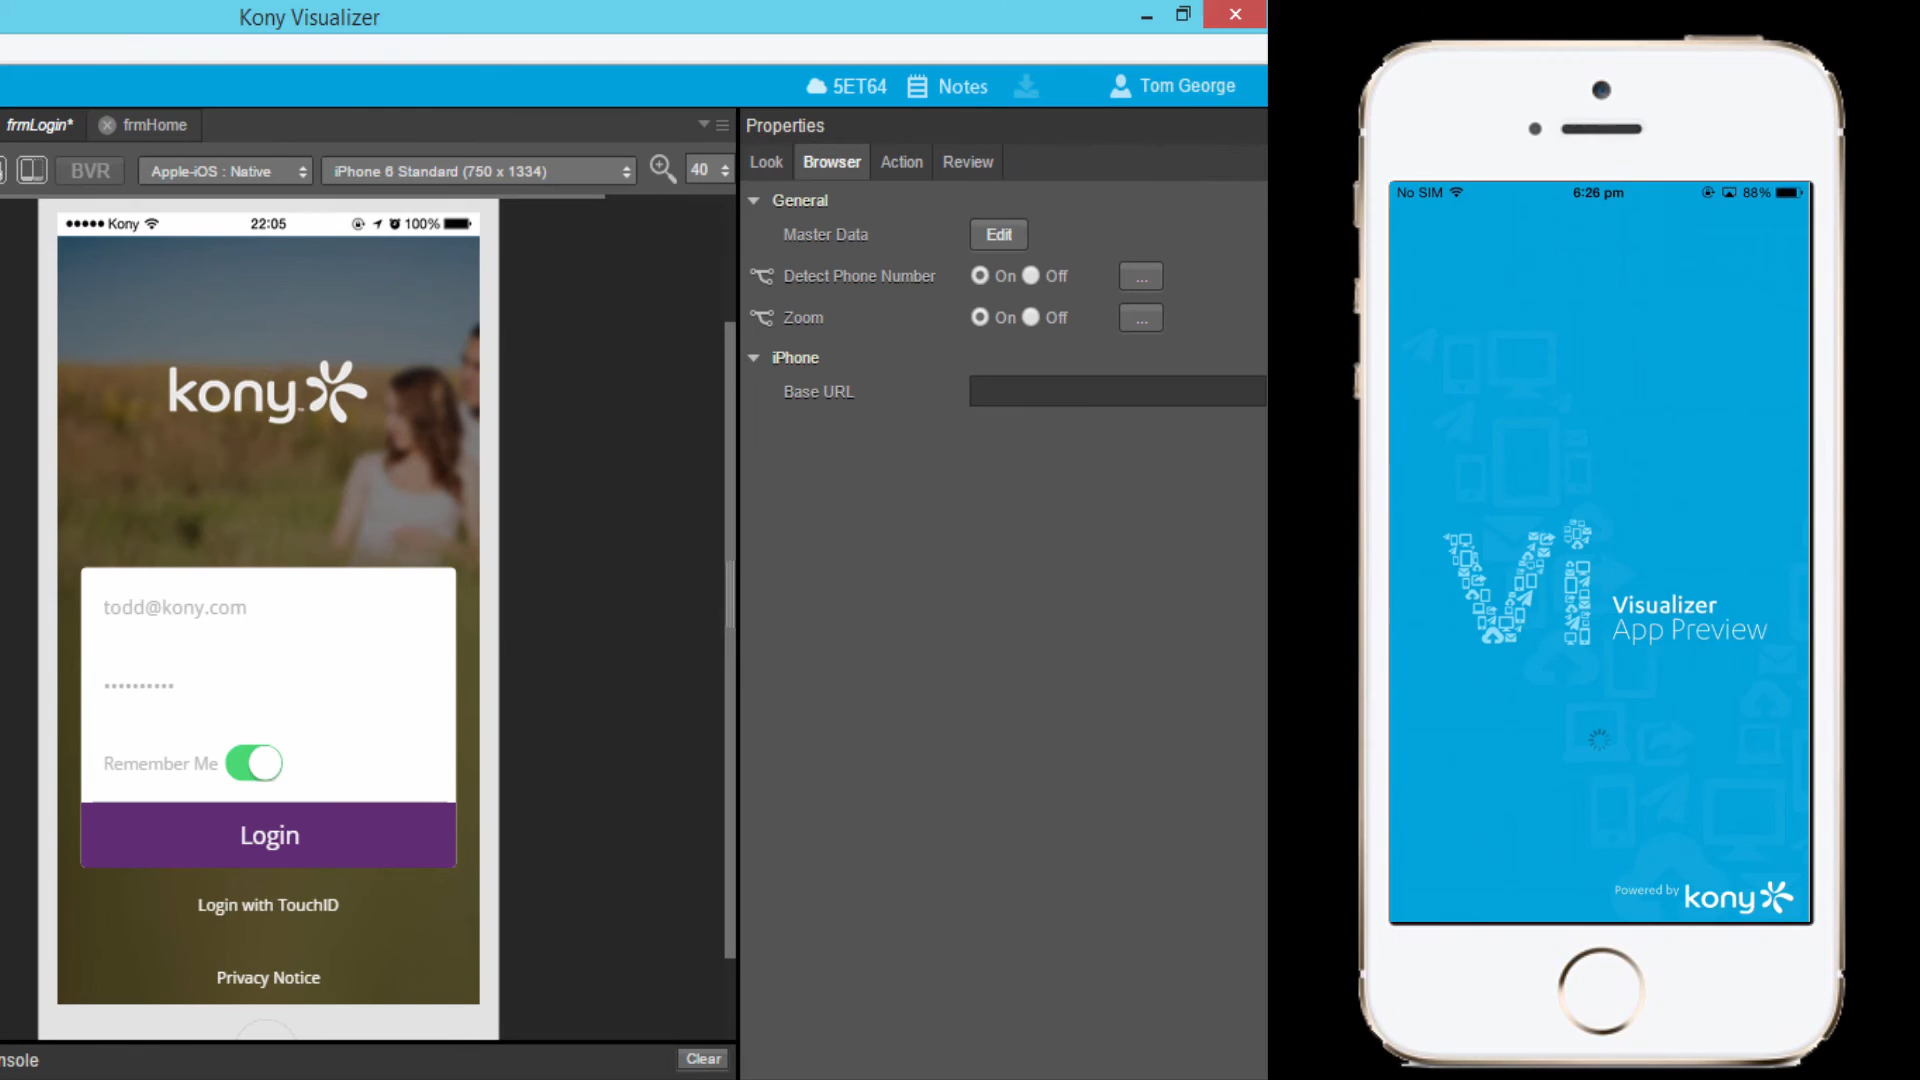 Kony Visualizer
5ET64 Notes Tom George
frmLogin* frmHome
BVR Apple-iOS : Native iPhone 6 Standard (750 x 1334) 40
Kony 22:05 100%
kony™
todd@kony.com
••••••••••
Remember Me
Login
Login with TouchID
Privacy Notice
nsole Clear
Properties
Look Browser Action Review
General
Master Data Edit
Detect Phone Number On Off ...
Zoom On Off ...
iPhone
Base URL
No SIM 6:26 pm 88%
Vi Visualizer
App Preview
Powered by kony